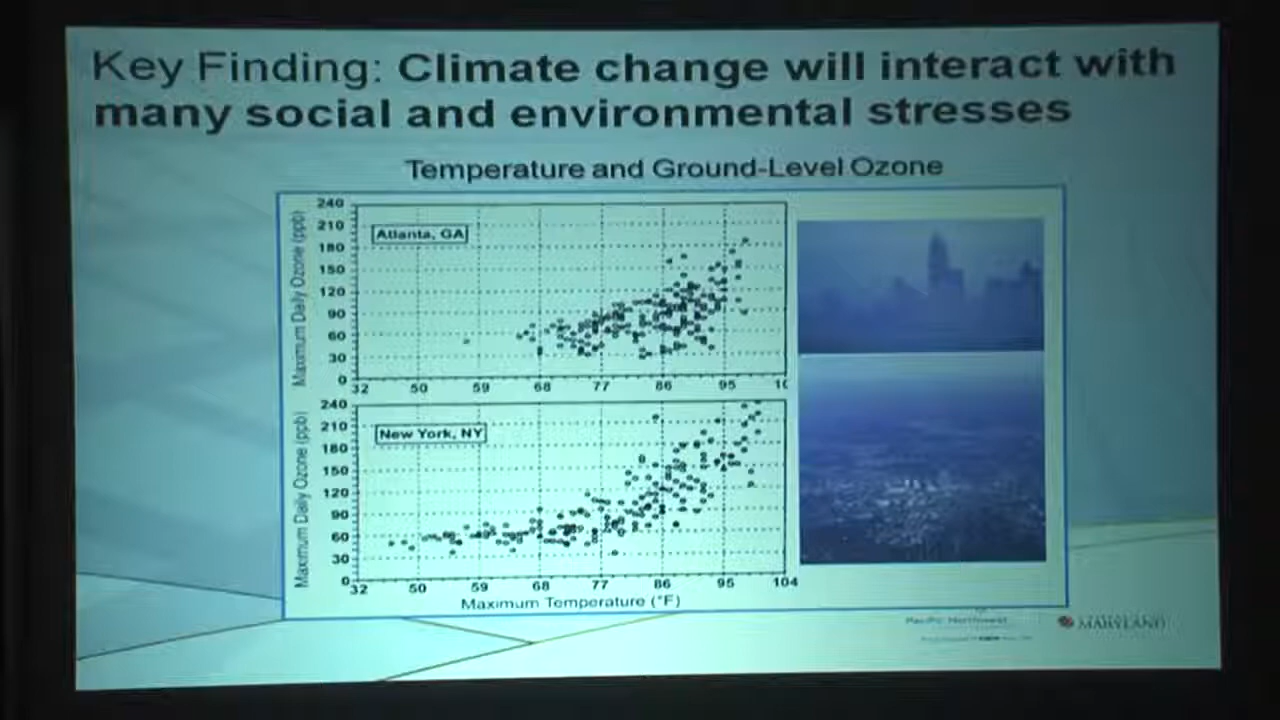 Key Finding: Climate change will interact with
many social and environmental stresses
Temperature and Ground-Level Ozone
Maximum Daily Ozone (ppb)
240
210
180
150
120
90
60
30
0
Atlanta, GA
32 50 59 68 77 86 95 10
Maximum Daily Ozone (ppb)
240
210
180
150
120
90
60
30
0
New York, NY
32 50 59 68 77 86 95 104
Maximum Temperature (°F)
Pacific Northwest
MARYLAND